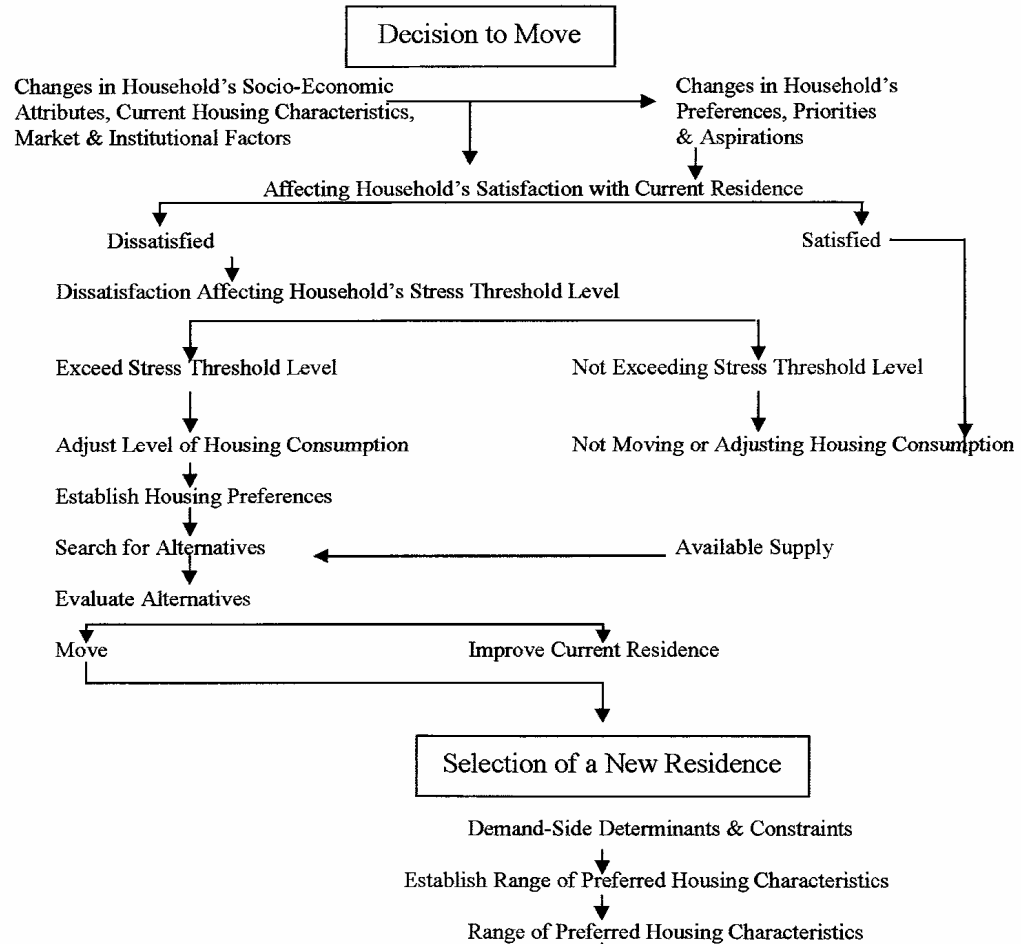 Decision to Move
Changes in Household's Socio-Economic
Attributes, Current Housing Characteristics,
Market & Institutional Factors
Changes in Household's
Preferences, Priorities
& Aspirations
Affecting Household's Satisfaction with Current Residence
Dissatisfied
Satisfied
Dissatisfaction Affecting Household's Stress Threshold Level
Exceed Stress Threshold Level
Not Exceeding Stress Threshold Level
Adjust Level of Housing Consumption
Not Moving or Adjusting Housing Consumption
Establish Housing Preferences
Search for Alternatives
Available Supply
Evaluate Alternatives
Move
Improve Current Residence
Selection of a New Residence
Demand-Side Determinants & Constraints
Establish Range of Preferred Housing Characteristics
Range of Preferred Housing Characteristics